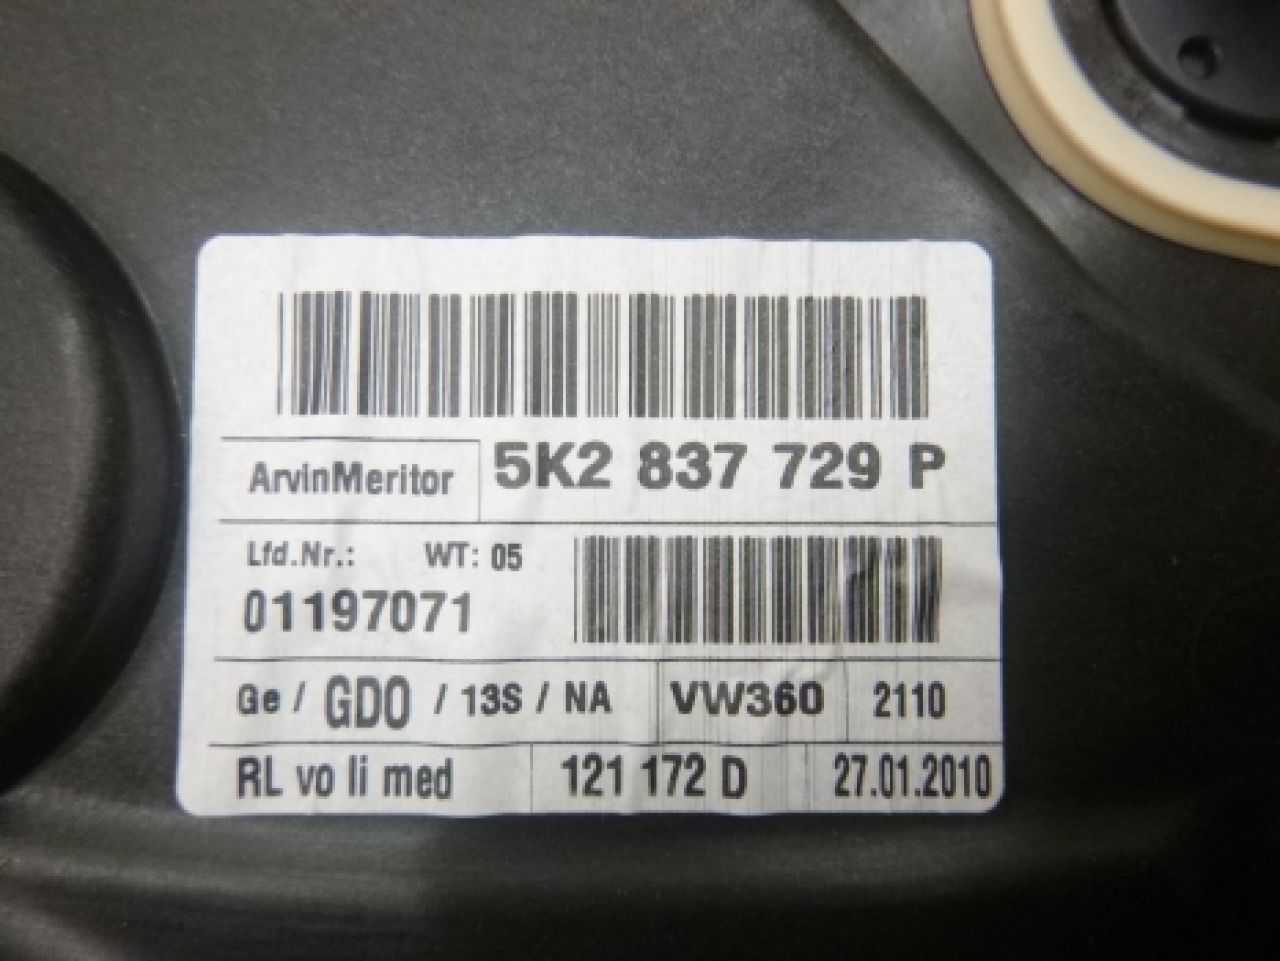 ArvinMeritor 5K2 837 729 P
Lfd.Nr.: WT: 05
01197071
Ge / GDO / 13S / NA VW360 2110
RL vo li med 121 172 D 27.01.2010